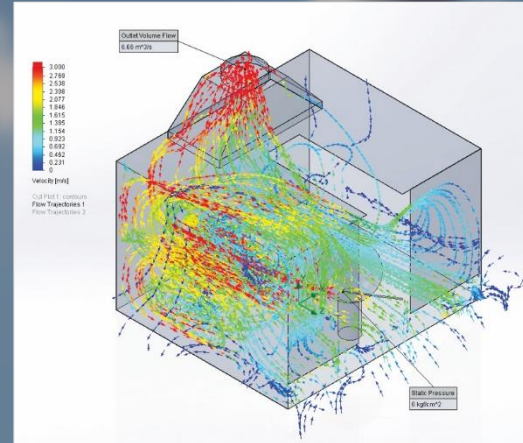 Outlet Volume Flow
6.66 m^3/s
3.000
2.769
2.538
2.308
2.077
1.846
1.615
1.385
1.154
0.923
0.692
0.462
0.231
0
Velocity [m/s]
Cut Plot 1: contours
Flow Trajectories 1
Flow Trajectories 2
Static Pressure
6 kgf/cm^2